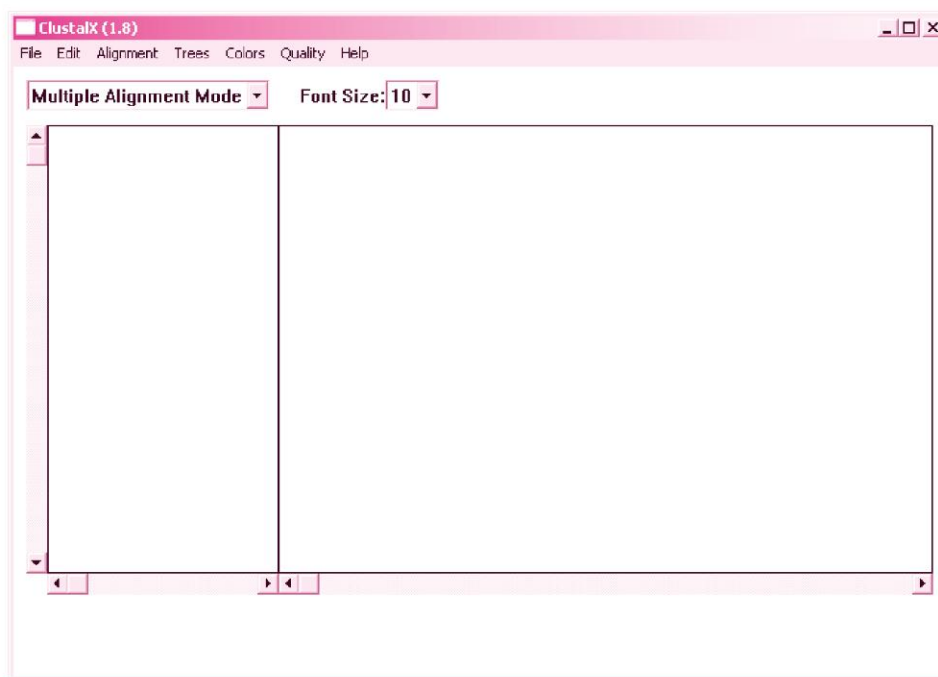 ClustalX (1.8)
File Edit Alignment Trees Colors Quality Help
Multiple Alignment Mode Font Size: 10